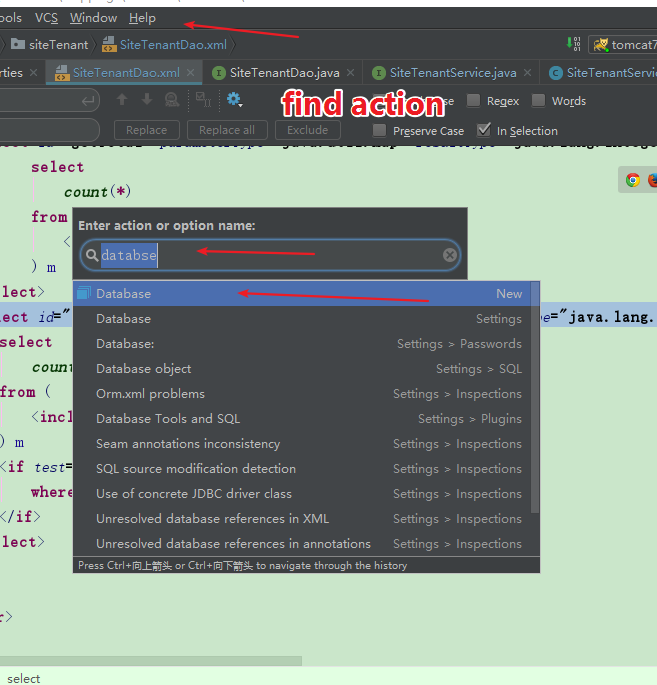 ools VCS Window Help
siteTenant SiteTenantDao.xml tomcat7
rties SiteTenantDao.xml SiteTenantDao.java SiteTenantService.java SiteTenantServ
find action
Regex Words
Replace Replace all Exclude Preserve Case In Selection
select
count(*)
from
<
) m
lect>
Enter action or option name:
databse
Database New
Database Settings
Database: Settings > Passwords
Database object Settings > SQL
Orm.xml problems Settings > Inspections
Database Tools and SQL Settings > Plugins
Seam annotations inconsistency Settings > Inspections
SQL source modification detection Settings > Inspections
Use of concrete JDBC driver class Settings > Inspections
Unresolved database references in XML Settings > Inspections
Unresolved database references in annotations Settings > Inspections
Press Ctrl+向上箭头 or Ctrl+向下箭头 to navigate through the history
lect id=" e="java.lang.
select
coun
from (
<incl
) m
<if test=
where
</if>
lect>
r>
select